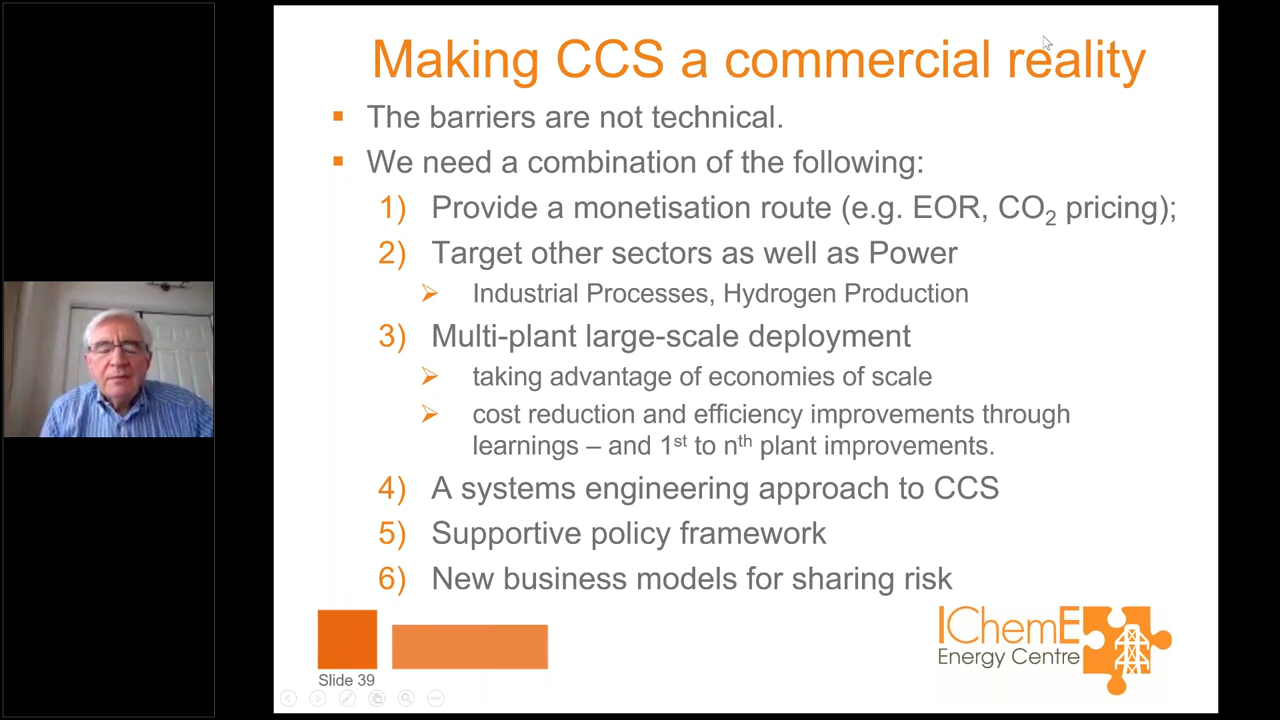 Making CCS a commercial reality
▪ The barriers are not technical.
▪ We need a combination of the following:
1) Provide a monetisation route (e.g. EOR, CO₂ pricing);
2) Target other sectors as well as Power
➢ Industrial Processes, Hydrogen Production
3) Multi-plant large-scale deployment
➢ taking advantage of economies of scale
➢ cost reduction and efficiency improvements through
learnings – and 1st to nth plant improvements.
4) A systems engineering approach to CCS
5) Supportive policy framework
6) New business models for sharing risk
IChemE
Energy Centre
Slide 39